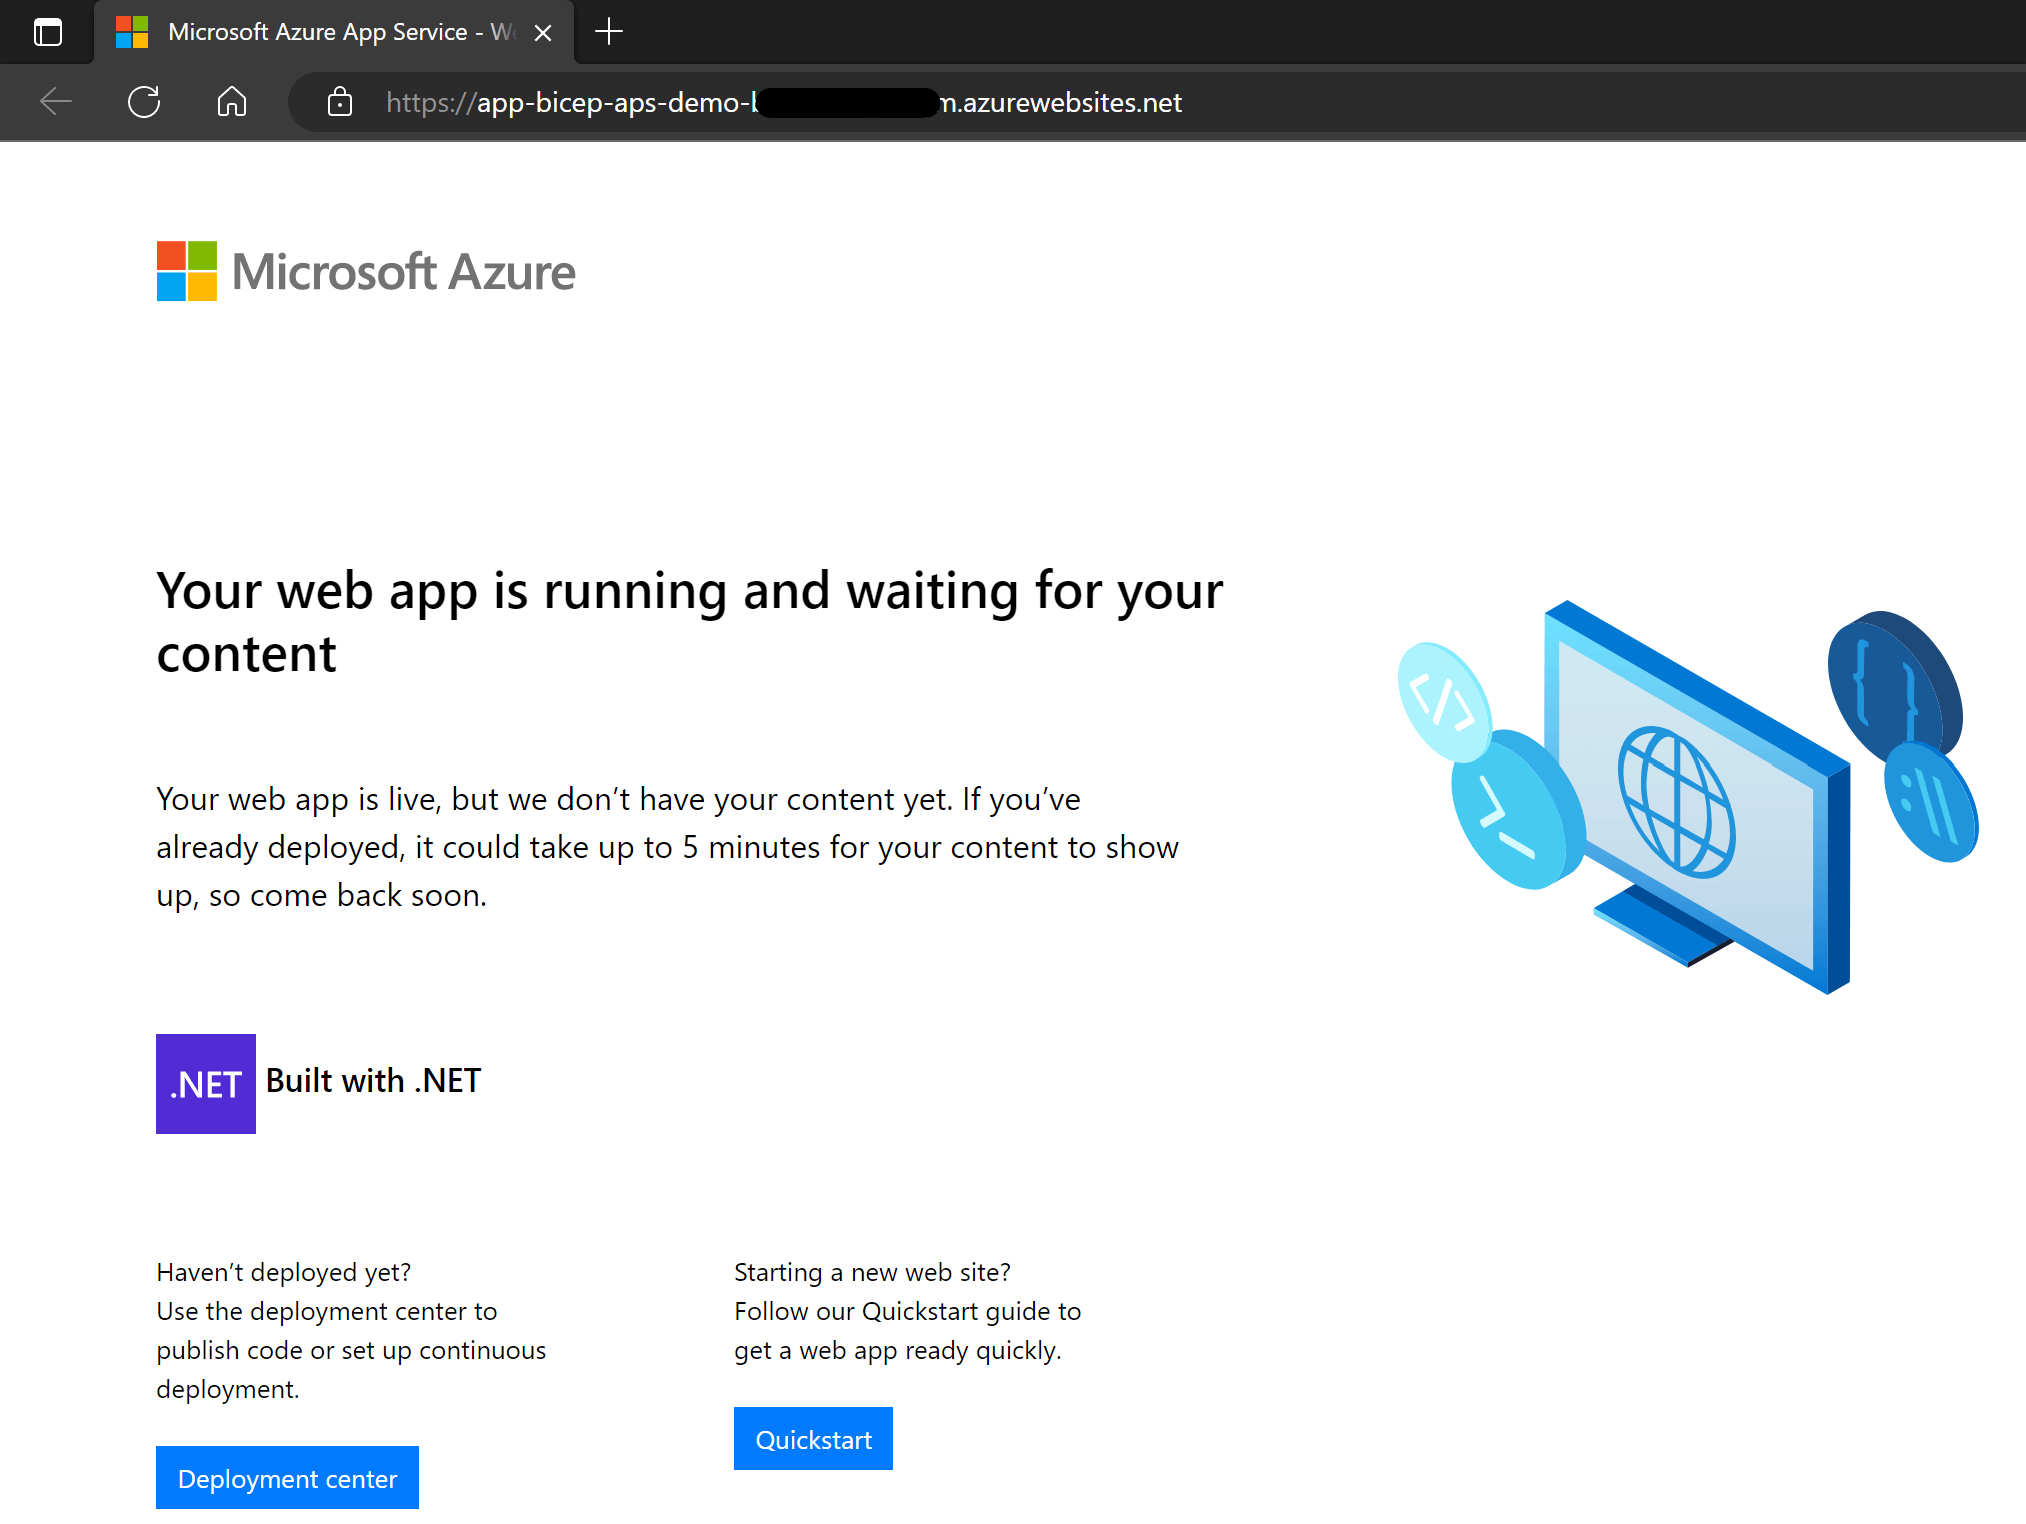 Microsoft Azure App Service -
https://app-bicep-aps-demo- .azurewebsites.net
Microsoft Azure
Your web app is running and waiting for your
content
Your web app is live, but we don’t have your content yet. If you’ve
already deployed, it could take up to 5 minutes for your content to show
up, so come back soon.
.NET Built with .NET
Haven’t deployed yet?
Use the deployment center to
publish code or set up continuous
deployment.
Deployment center
Starting a new web site?
Follow our Quickstart guide to
get a web app ready quickly.
Quickstart